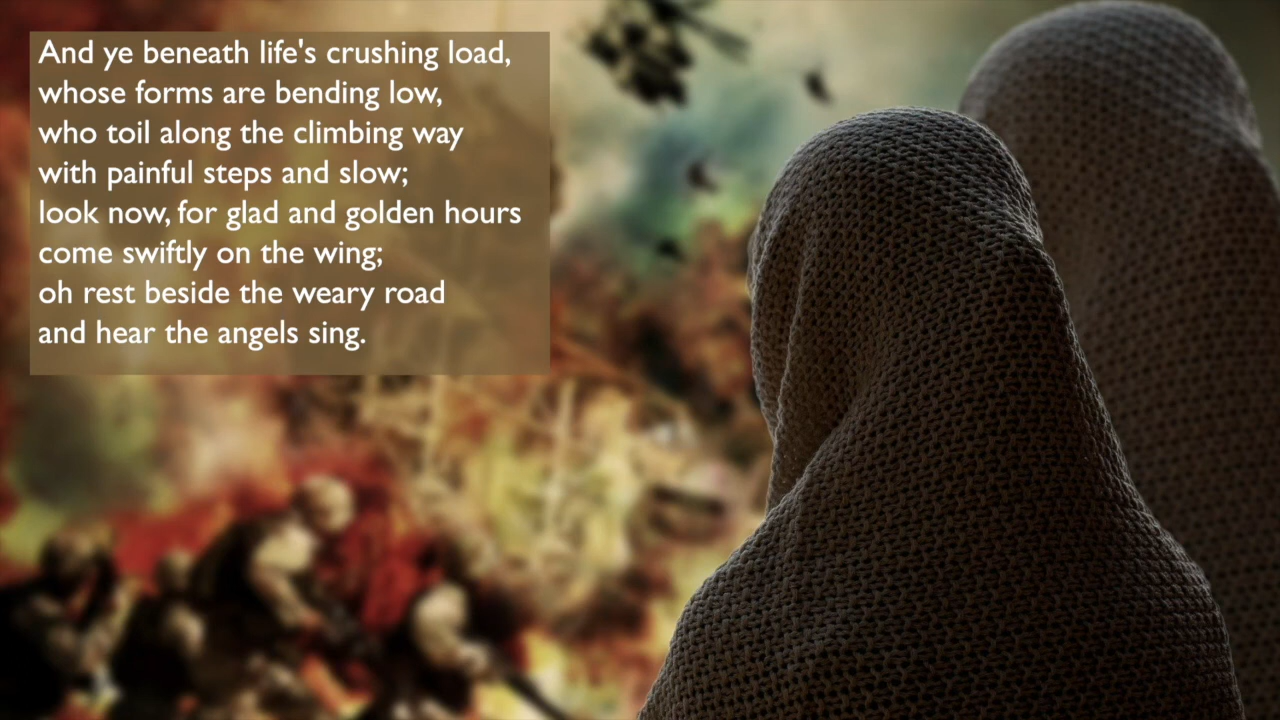 And ye beneath life's crushing load,
whose forms are bending low,
who toil along the climbing way
with painful steps and slow;
look now, for glad and golden hours
come swiftly on the wing;
oh rest beside the weary road
and hear the angels sing.